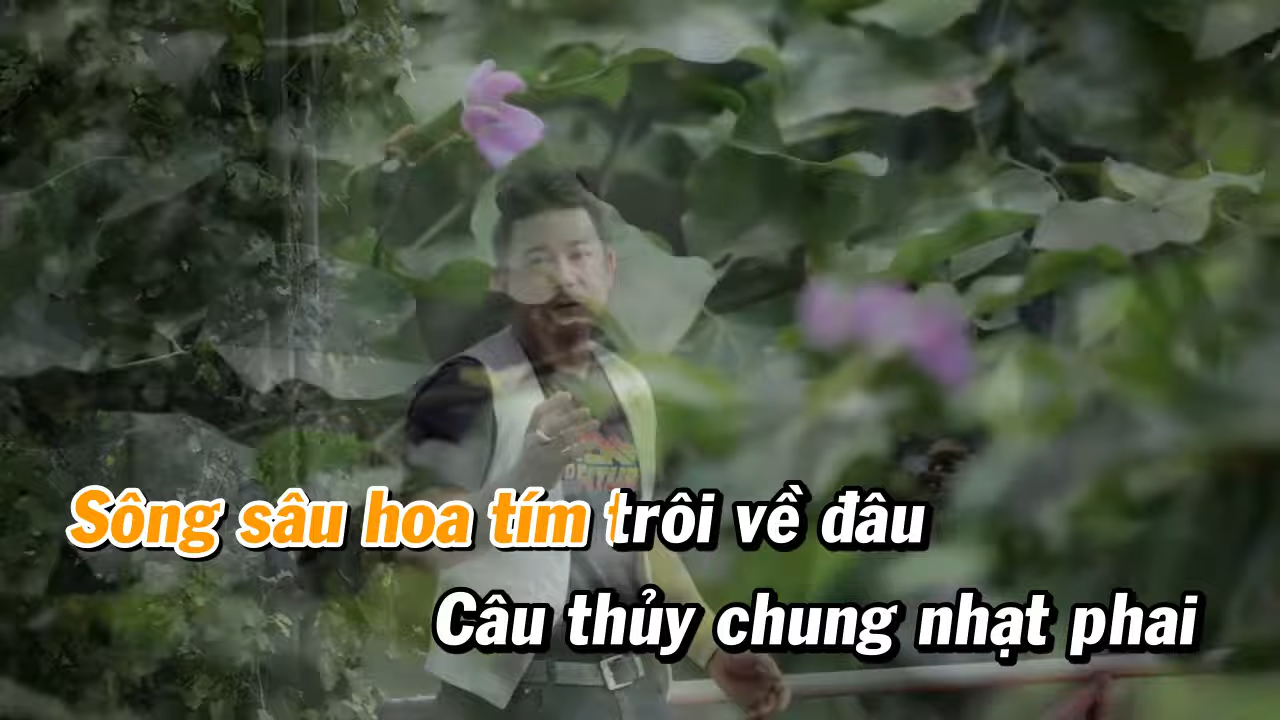 Sông sâu hoa tím trôi về đâu
Câu thủy chung nhạt phai